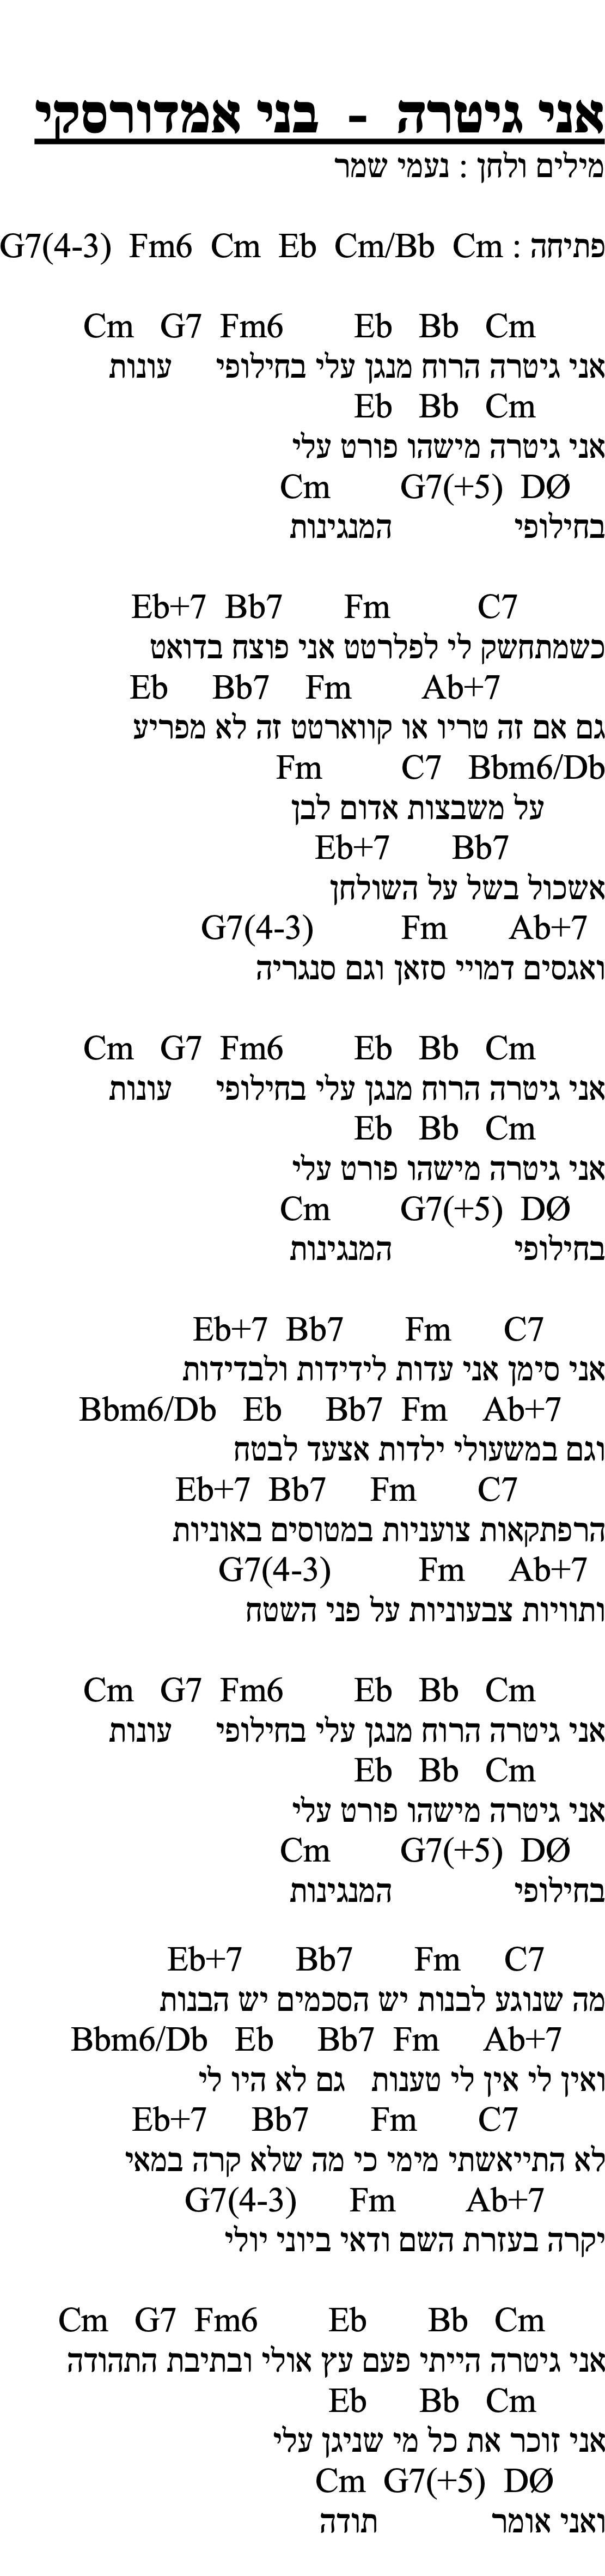 אני גיטרה - בני אמדורסקי
מילים ולחן : נעמי שמר
פתיחה : G7(4-3) Fm6 Cm Eb Cm/Bb Cm
Cm G7 Fm6 Eb Bb Cm
אני גיטרה הרוח מנגן עלי בחילופי עונות
Eb Bb Cm
אני גיטרה מישהו פורט עלי
Cm G7(+5) DØ
בחילופי המנגינות
Eb+7 Bb7 Fm C7
כשמתחשק לי לפלרטט אני פוצח בדואט
Eb Bb7 Fm Ab+7
גם אם זה טריו או קווארטט זה לא מפריע
Fm C7 Bbm6/Db
על משבצות אדום לבן
Eb+7 Bb7
אשכול בשל על השולחן
G7(4-3) Fm Ab+7
ואגסים דמויי סזאן וגם סנגריה
Cm G7 Fm6 Eb Bb Cm
אני גיטרה הרוח מנגן עלי בחילופי עונות
Eb Bb Cm
אני גיטרה מישהו פורט עלי
Cm G7(+5) DØ
בחילופי המנגינות
Eb+7 Bb7 Fm C7
אני סימן אני עדות לידידות ולבדידות
Bbm6/Db Eb Bb7 Fm Ab+7
וגם במשעולי ילדות אצעד לבטח
Eb+7 Bb7 Fm C7
הרפתקאות צועניות במטוסים באוניות
G7(4-3) Fm Ab+7
ותוויות צבעוניות על פני השטח
Cm G7 Fm6 Eb Bb Cm
אני גיטרה הרוח מנגן עלי בחילופי עונות
Eb Bb Cm
אני גיטרה מישהו פורט עלי
Cm G7(+5) DØ
בחילופי המנגינות
Eb+7 Bb7 Fm C7
מה שנוגע לבנות יש הסכמים יש הבנות
Bbm6/Db Eb Bb7 Fm Ab+7
ואין לי אין לי טענות גם לא היו לי
Eb+7 Bb7 Fm C7
לא התייאשתי מימי כי מה שלא קרה במאי
G7(4-3) Fm Ab+7
יקרה בעזרת השם ודאי ביוני יולי
Cm G7 Fm6 Eb Bb Cm
אני גיטרה הייתי פעם עץ אולי ובתיבת התהודה
Eb Bb Cm
אני זוכר את כל מי שניגן עלי
Cm G7(+5) DØ
ואני אומר תודה